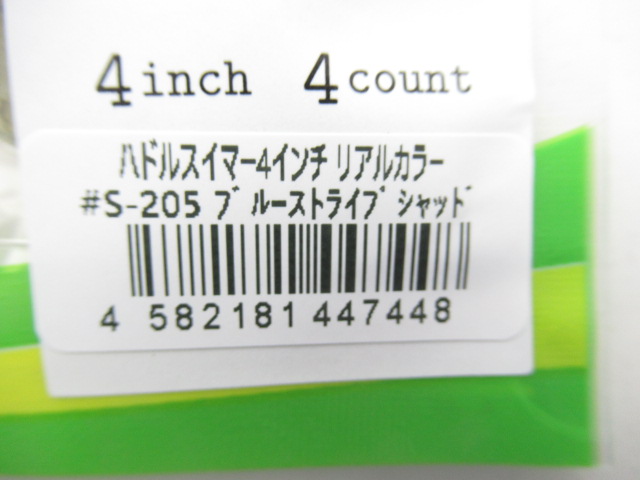 4inch 4count
ハドルスイマー4インチ リアルカラー
#S-205 ブルーストライプシャッド
4 582181 447448